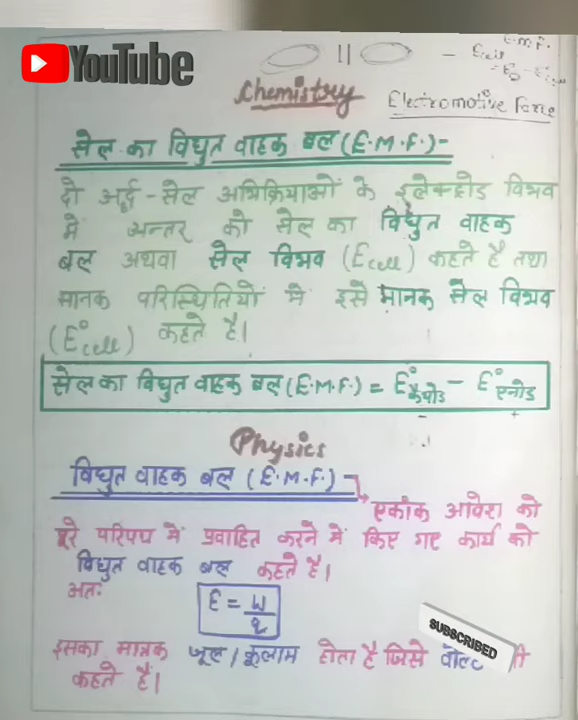 YouTube
E.M.F.
Chemistry
Electromotive Force
सेल का विद्युत वाहक बल (E.M.F.)-
दो अर्द्ध-सेल अभिक्रियाओं के इलेक्ट्रोड विभव
में अन्तर को सेल का विद्युत वाहक
बल अथवा सेल विभव (Ecell) कहते है तथा
मानक परिस्थितियों में इसे मानक सेल विभव
(E°cell) कहते है।
सेल का विद्युत वाहक बल (E.M.F.) = E°कैथोड - E°एनोड
- +
Physics
विद्युत वाहक बल (E.M.F.) -
एकांक आवेश को
पूरे परिपथ में प्रवाहित करने में किए गए कार्य को
विद्युत वाहक बल कहते है।
अतः
E = W/q
इसका मात्रक जूल/कूलाम होता है जिसे
कहते है।
SUBSCRIBED